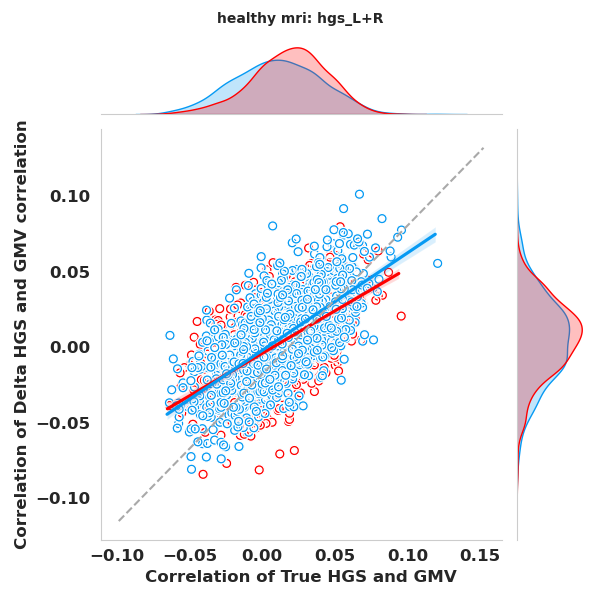 healthy mri: hgs_L+R
Correlation of Delta HGS and GMV correlation
0.10
0.05
0.00
−0.05
−0.10
−0.10 −0.05 0.00 0.05 0.10 0.15
Correlation of True HGS and GMV